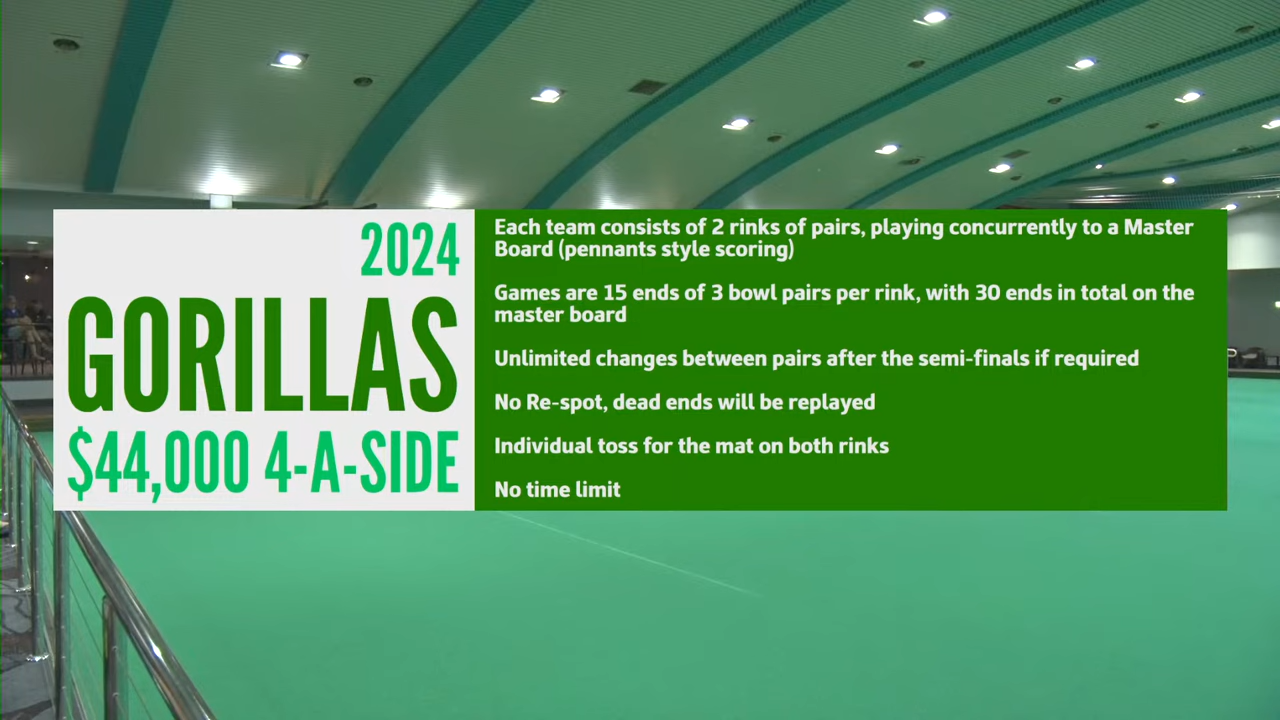 2024
GORILLAS
$44,000 4-A-SIDE
Each team consists of 2 rinks of pairs, playing concurrently to a Master
Board (pennants style scoring)
Games are 15 ends of 3 bowl pairs per rink, with 30 ends in total on the
master board
Unlimited changes between pairs after the semi-finals if required
No Re-spot, dead ends will be replayed
Individual toss for the mat on both rinks
No time limit